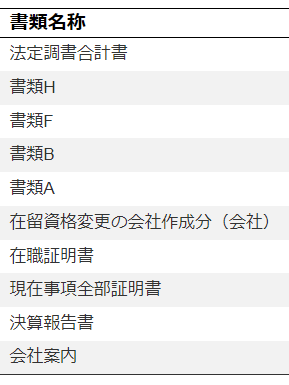 書類名称
法定調書合計書
書類H
書類F
書類B
書類A
在留資格変更の会社作成分（会社）
在職証明書
現在事項全部証明書
決算報告書
会社案内